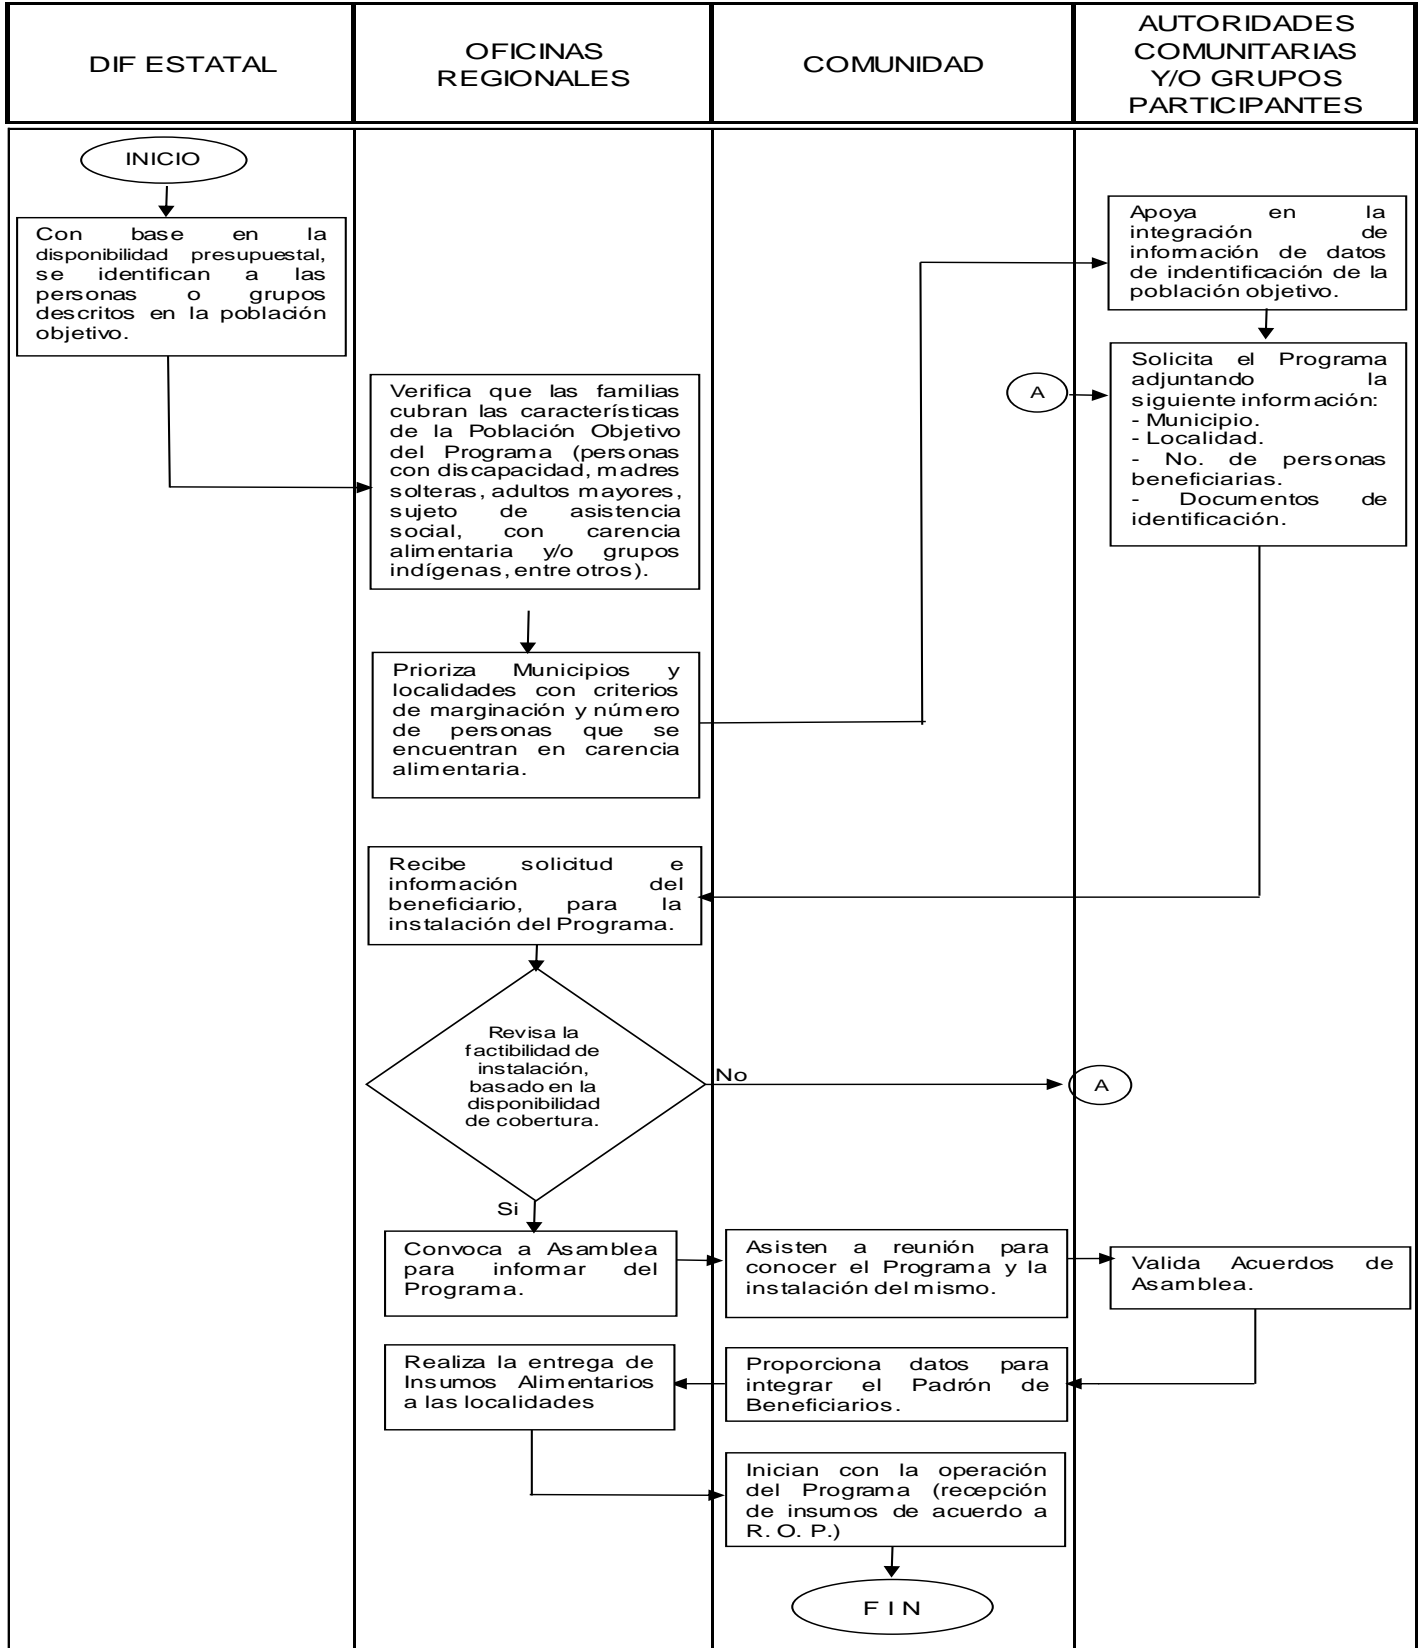 DIF ESTATAL
OFICINAS
REGIONALES
COMUNIDAD
AUTORIDADES
COMUNITARIAS
Y/O GRUPOS
PARTICIPANTES
INICIO
Con base en la
disponibilidad presupuestal,
se identifican a las
personas o grupos
descritos en la población
objetivo.
Apoya en la
integración de
información de datos
de indentificación de la
población objetivo.
Verifica que las familias
cubran las características
de la Población Objetivo
del Programa (personas
con discapacidad, madres
solteras, adultos mayores,
sujeto de asistencia
social, con carencia
alimentaria y/o grupos
indígenas, entre otros).
A
Solicita el Programa
adjuntando la
siguiente información:
- Municipio.
- Localidad.
- No. de personas
beneficiarias.
- Documentos de
identificación.
Prioriza Municipios y
localidades con criterios
de marginación y número
de personas que se
encuentran en carencia
alimentaria.
Recibe solicitud e
información del
beneficiario, para la
instalación del Programa.
Revisa la
factibilidad de
instalación,
basado en la
disponibilidad
de cobertura.
No
A
Si
Convoca a Asamblea
para informar del
Programa.
Asisten a reunión para
conocer el Programa y la
instalación del mismo.
Valida Acuerdos de
Asamblea.
Realiza la entrega de
Insumos Alimentarios
a las localidades
Proporciona datos para
integrar el Padrón de
Beneficiarios.
Inician con la operación
del Programa (recepción
de insumos de acuerdo a
R. O. P.)
F I N